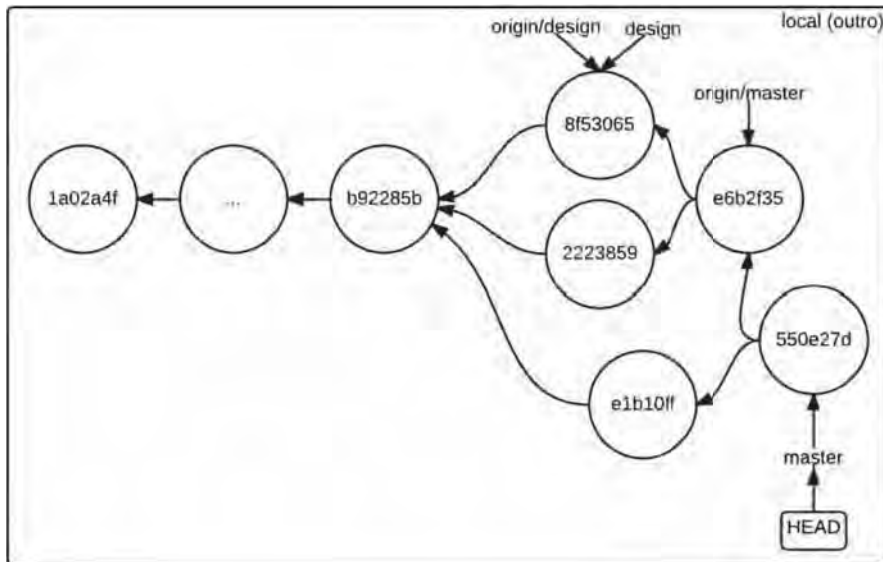 local (outro)
origin/design
design
origin/master
8f53065
1a02a4f
...
b92285b
e6b2f35
2223859
550e27d
e1b10ff
master
HEAD